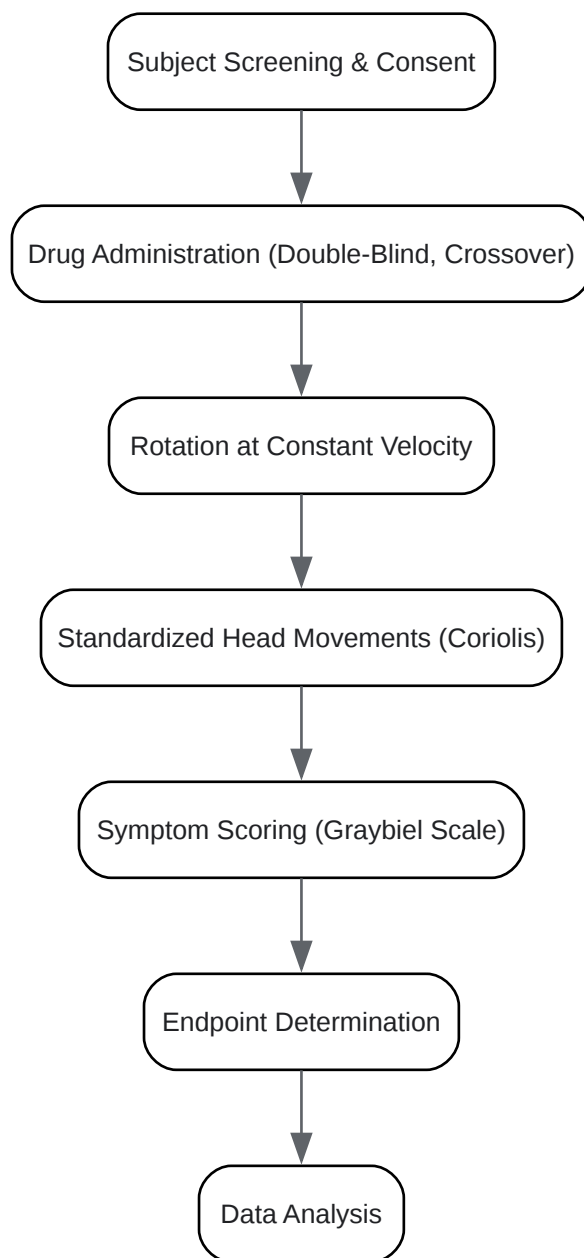 Subject Screening & Consent
Drug Administration (Double-Blind, Crossover)
Rotation at Constant Velocity
Standardized Head Movements (Coriolis)
Symptom Scoring (Graybiel Scale)
Endpoint Determination
Data Analysis